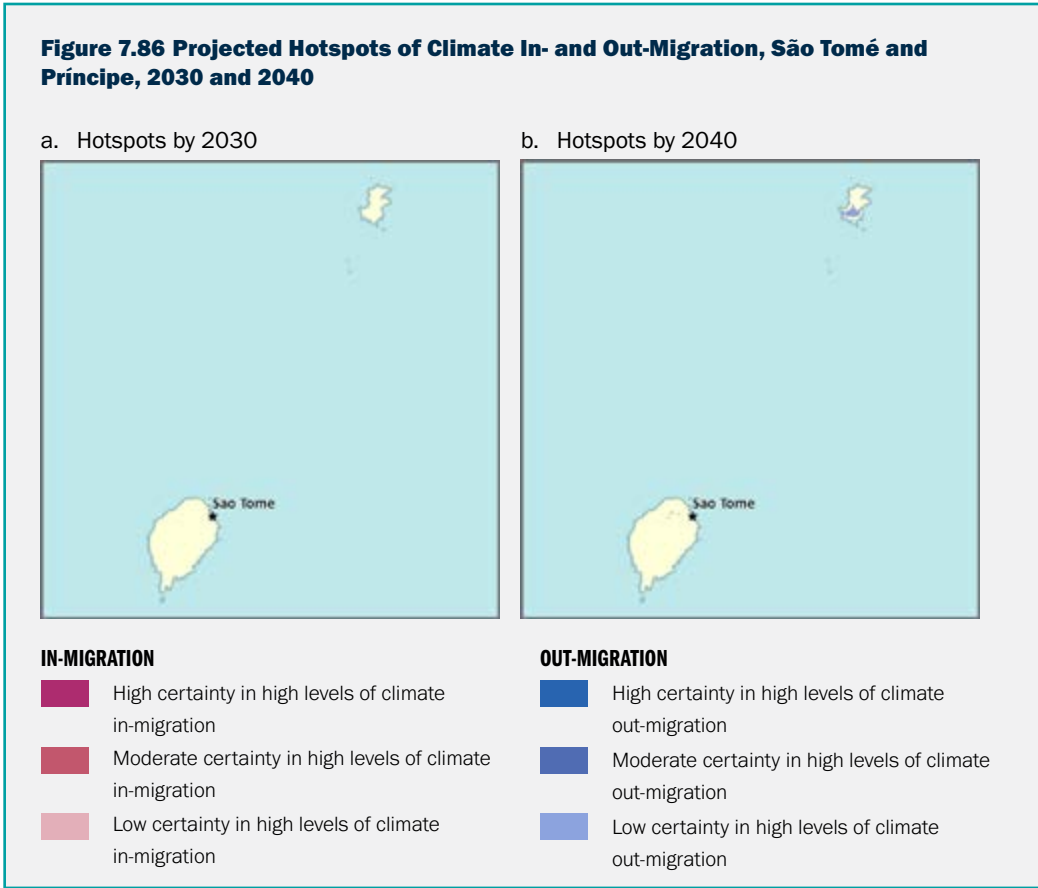 Figure 7.86 Projected Hotspots of Climate In- and Out-Migration, São Tomé and
Príncipe, 2030 and 2040
a. Hotspots by 2030
Sao Tome
b. Hotspots by 2040
Sao Tome
IN-MIGRATION
High certainty in high levels of climate
in-migration
Moderate certainty in high levels of climate
in-migration
Low certainty in high levels of climate
in-migration
OUT-MIGRATION
High certainty in high levels of climate
out-migration
Moderate certainty in high levels of climate
out-migration
Low certainty in high levels of climate
out-migration